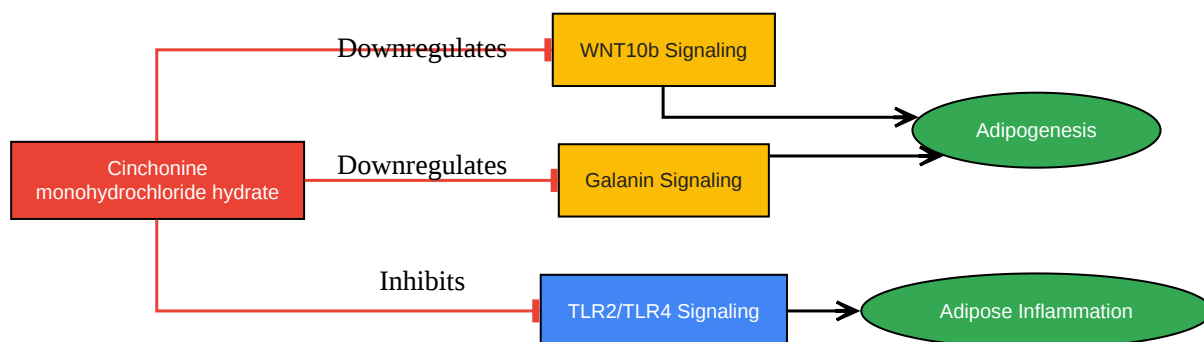 Downregulates
WNT10b Signaling
Adipogenesis
Cinchonine
monohydrochloride hydrate
Downregulates
Galanin Signaling
Inhibits
TLR2/TLR4 Signaling
Adipose Inflammation